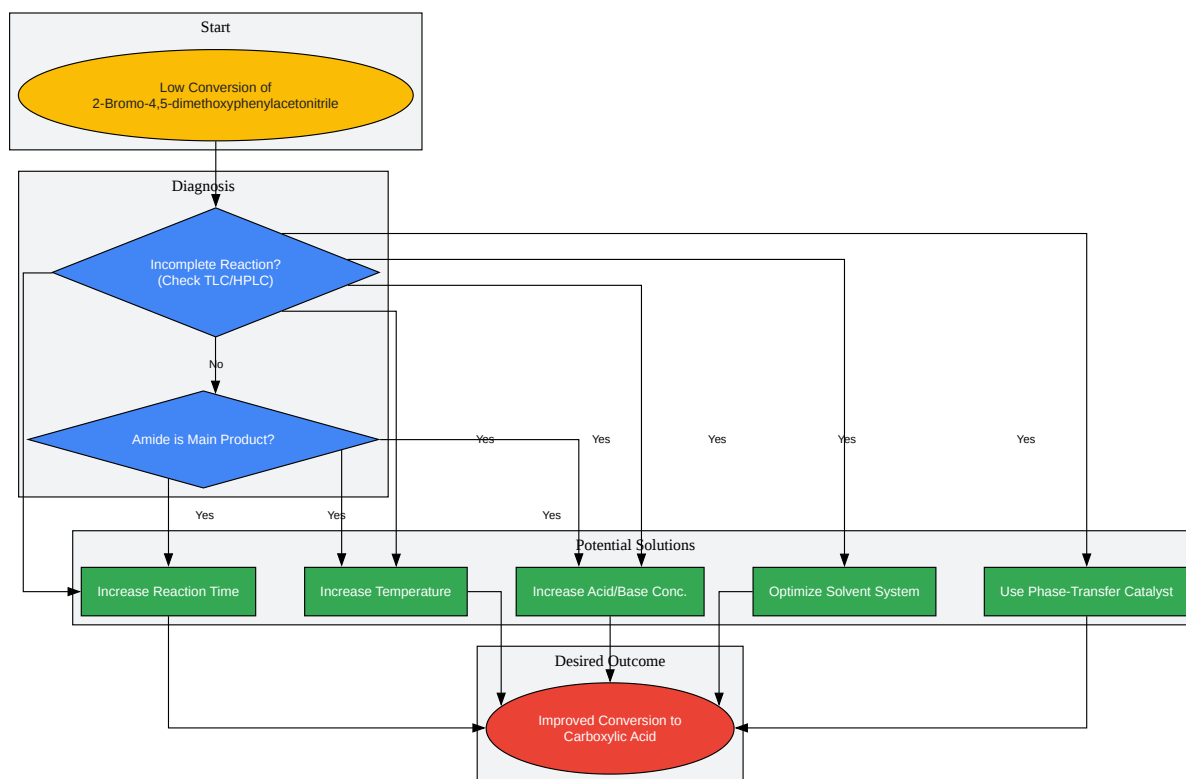 Start
Low Conversion of
2-Bromo-4,5-dimethoxyphenylacetonitrile
Diagnosis
Incomplete Reaction?
(Check TLC/HPLC)
No
Amide is Main Product?
Yes
Yes
Yes
Yes
Yes
Yes
Yes
Yes
Potential Solutions
Increase Reaction Time
Increase Temperature
Increase Acid/Base Conc.
Optimize Solvent System
Use Phase-Transfer Catalyst
Desired Outcome
Improved Conversion to
Carboxylic Acid